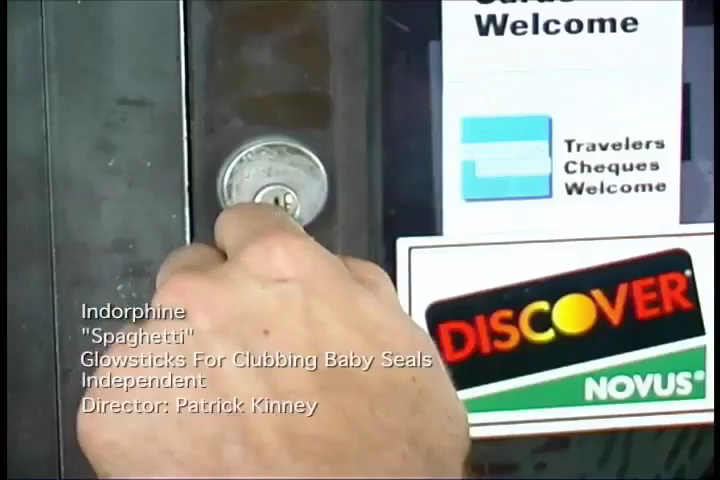 Welcome
Travelers
Cheques
Welcome
DISCOVER®
NOVUS®
Indorphine
"Spaghetti"
Glowsticks For Clubbing Baby Seals
Independent
Director: Patrick Kinney